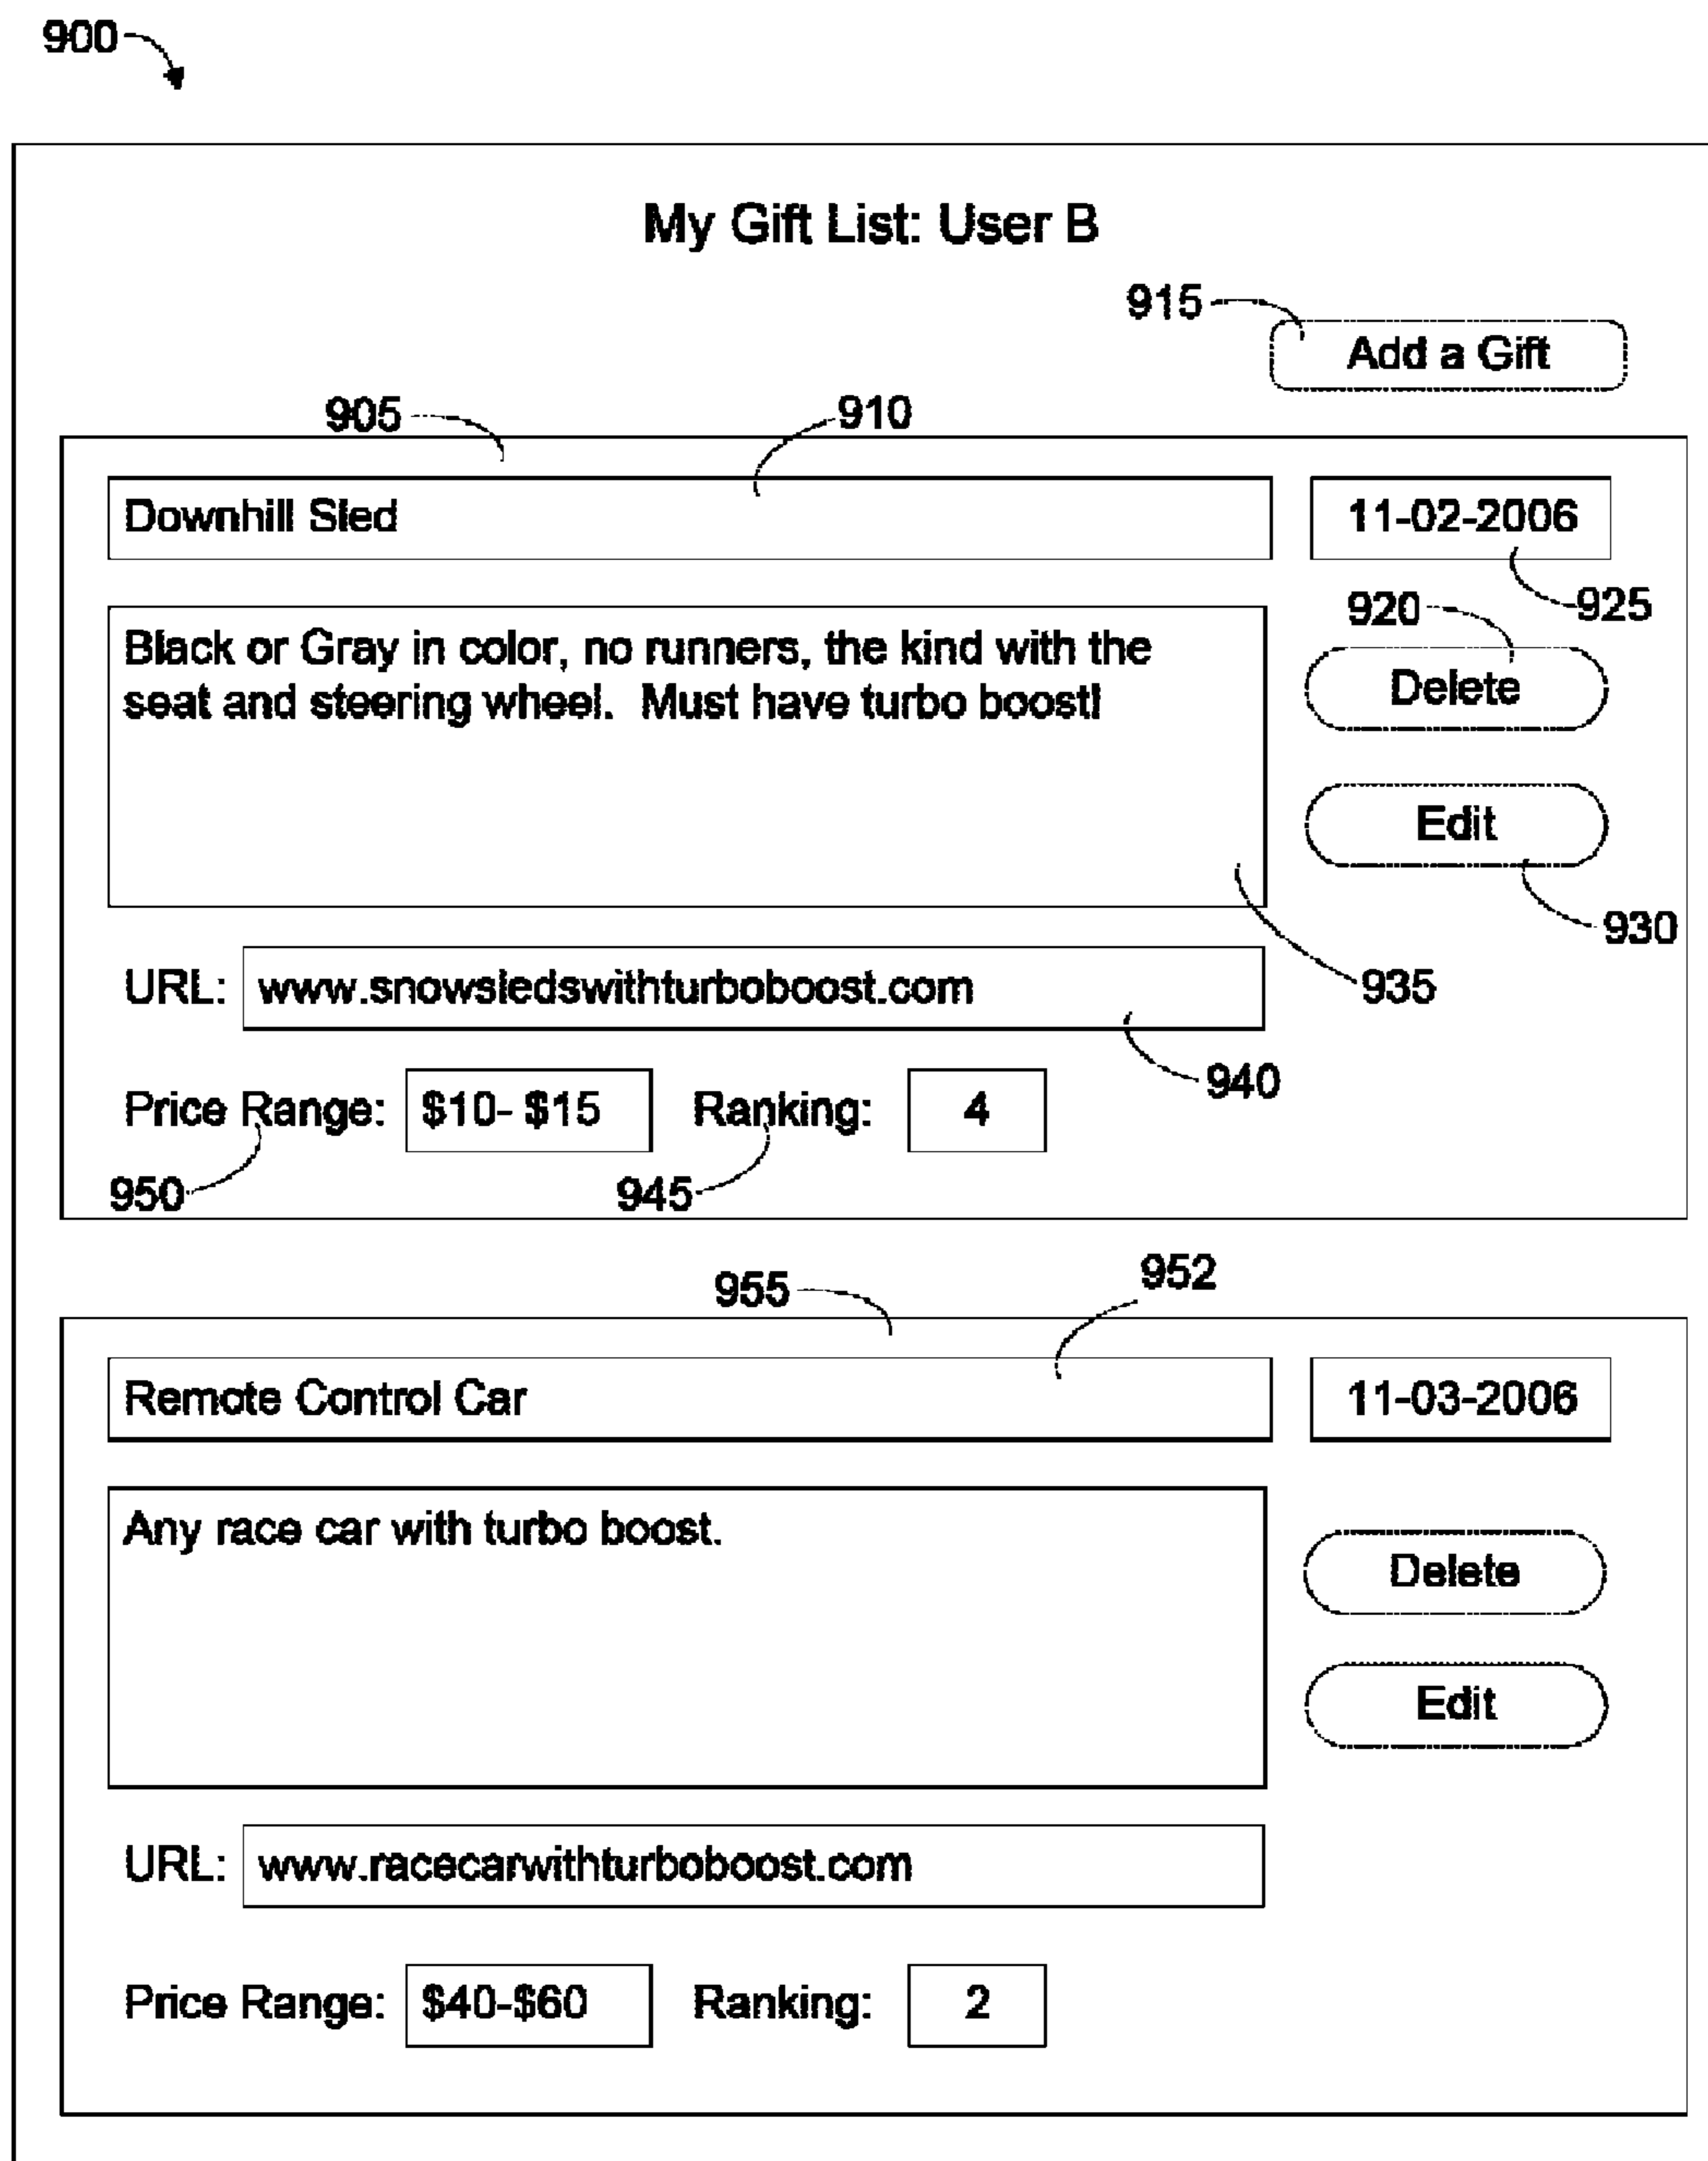 900
My Gift List: User B
915
Add a Gift
905
910
Downhill Sled
11-02-2006
925
Black or Gray in color, no runners, the kind with the
seat and steering wheel.  Must have turbo boost!
920
Delete
Edit
930
935
URL: www.snowsledswithturboboost.com
940
Price Range: $10- $15 Ranking: 4
950
945
955
952
Remote Control Car
11-03-2006
Any race car with turbo boost.
Delete
Edit
URL: www.racecarwithturboboost.com
Price Range: $40-$60 Ranking: 2